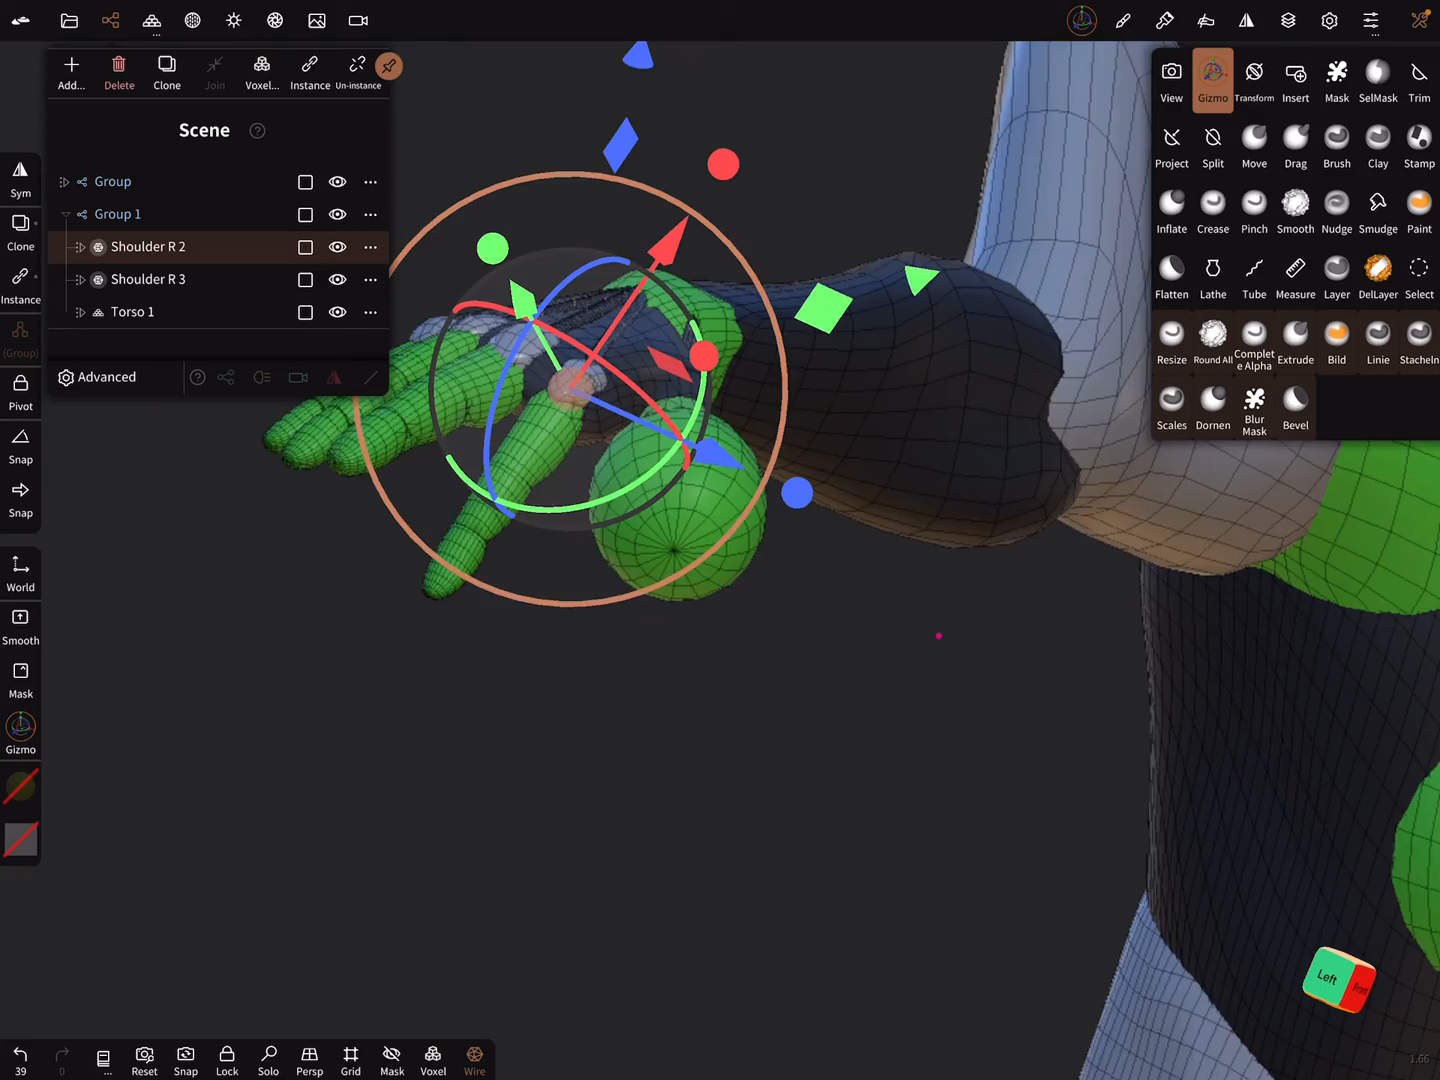 Add...
Delete
Clone
Join
Voxel...
Instance
Un-instance
Scene
?
Group
Group 1
Shoulder R 2
Shoulder R 3
Torso 1
Advanced
?
Sym
Clone
Instance
(Group)
Pivot
Snap
Snap
World
Smooth
Mask
Gizmo
View
Gizmo
Transform
Insert
Mask
SelMask
Trim
Project
Split
Move
Drag
Brush
Clay
Stamp
Inflate
Crease
Pinch
Smooth
Nudge
Smudge
Paint
Flatten
Lathe
Tube
Measure
Layer
DelLayer
Select
Resize
Round All
Complet
e Alpha
Extrude
Bild
Linie
Stacheln
Scales
Dornen
Blur
Mask
Bevel
Left
Front
39
0
...
Reset
Snap
Lock
Solo
Persp
Grid
Mask
Voxel
Wire
1.66